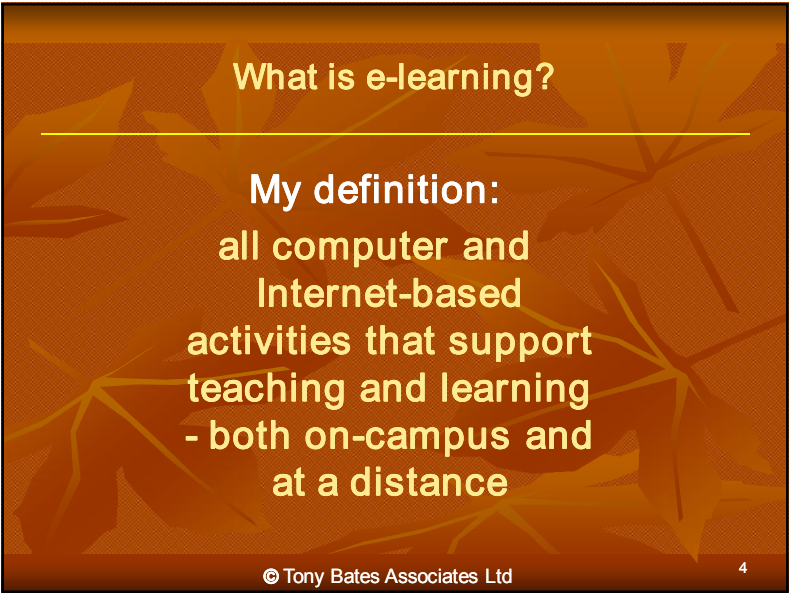 What is e-learning?
My definition:
all computer and
Internet-based
activities that support
teaching and learning
- both on-campus and
at a distance
© Tony Bates Associates Ltd
4